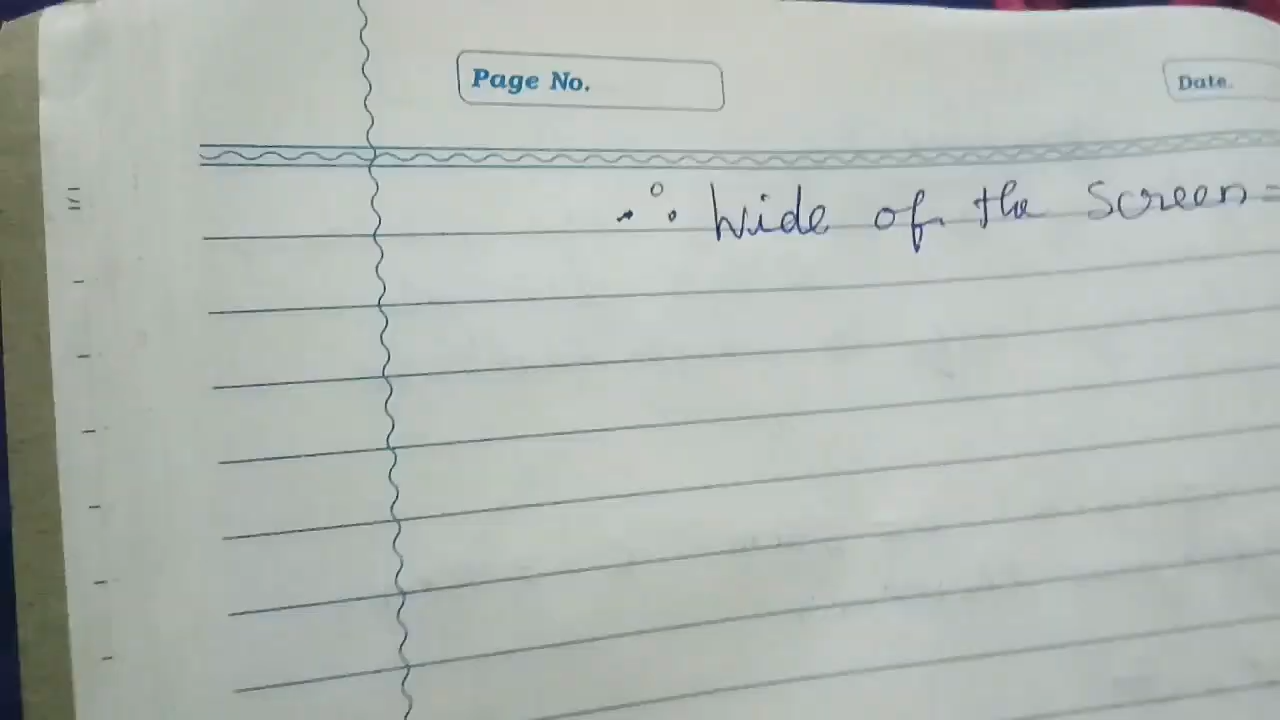 Page No.
Date.
∴ Wide of the Screen =